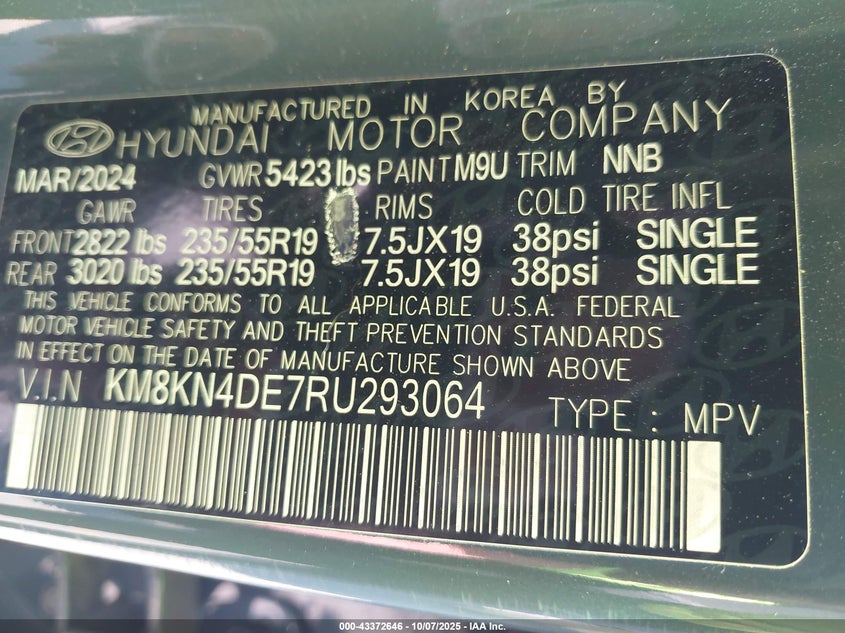 MANUFACTURED IN KOREA BY
HYUNDAI MOTOR COMPANY
MAR/2024 GVWR 5423 lbs PAINT M9U TRIM NNB
GAWR TIRES RIMS COLD TIRE INFL
FRONT 2822 lbs 235/55R19 7.5JX19 38psi SINGLE
REAR 3020 lbs 235/55R19 7.5JX19 38psi SINGLE
THIS VEHICLE CONFORMS TO ALL APPLICABLE U.S.A. FEDERAL
MOTOR VEHICLE SAFETY AND THEFT PREVENTION STANDARDS
IN EFFECT ON THE DATE OF MANUFACTURE SHOWN ABOVE
V.I.N KM8KN4DE7RU293064 TYPE : MPV
000-43372646 - 10/07/2025 - IAA Inc.